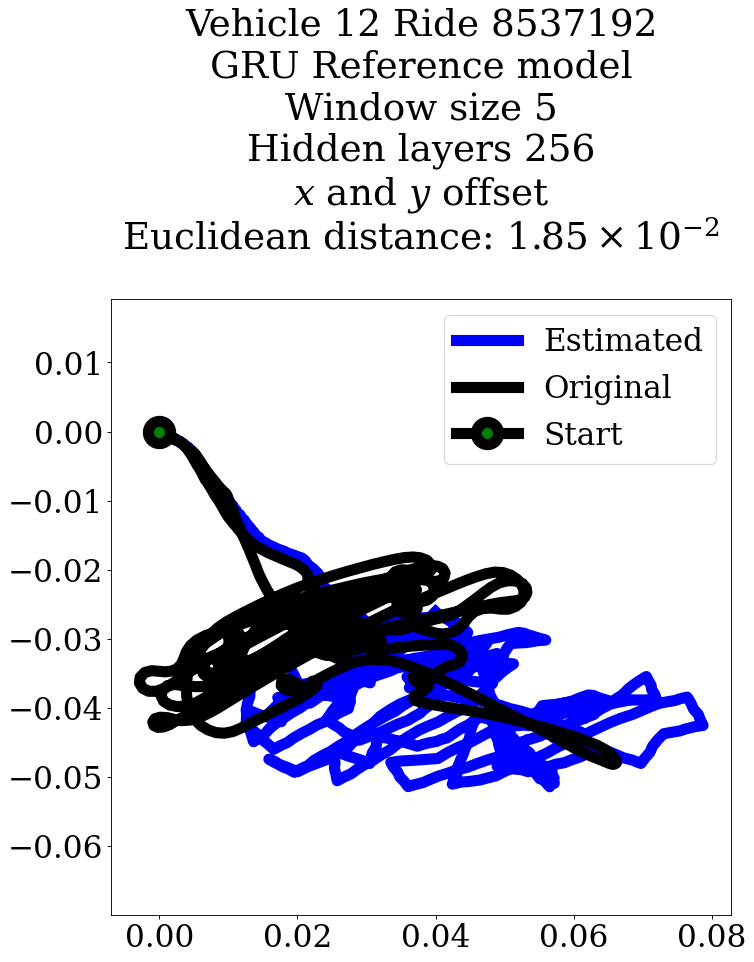 Vehicle 12 Ride 8537192
GRU Reference model
Window size 5
Hidden layers 256
x and y offset
Euclidean distance: 1.85 × 10⁻²
Estimated
Original
Start
0.01
0.00
−0.01
−0.02
−0.03
−0.04
−0.05
−0.06
0.00 0.02 0.04 0.06 0.08